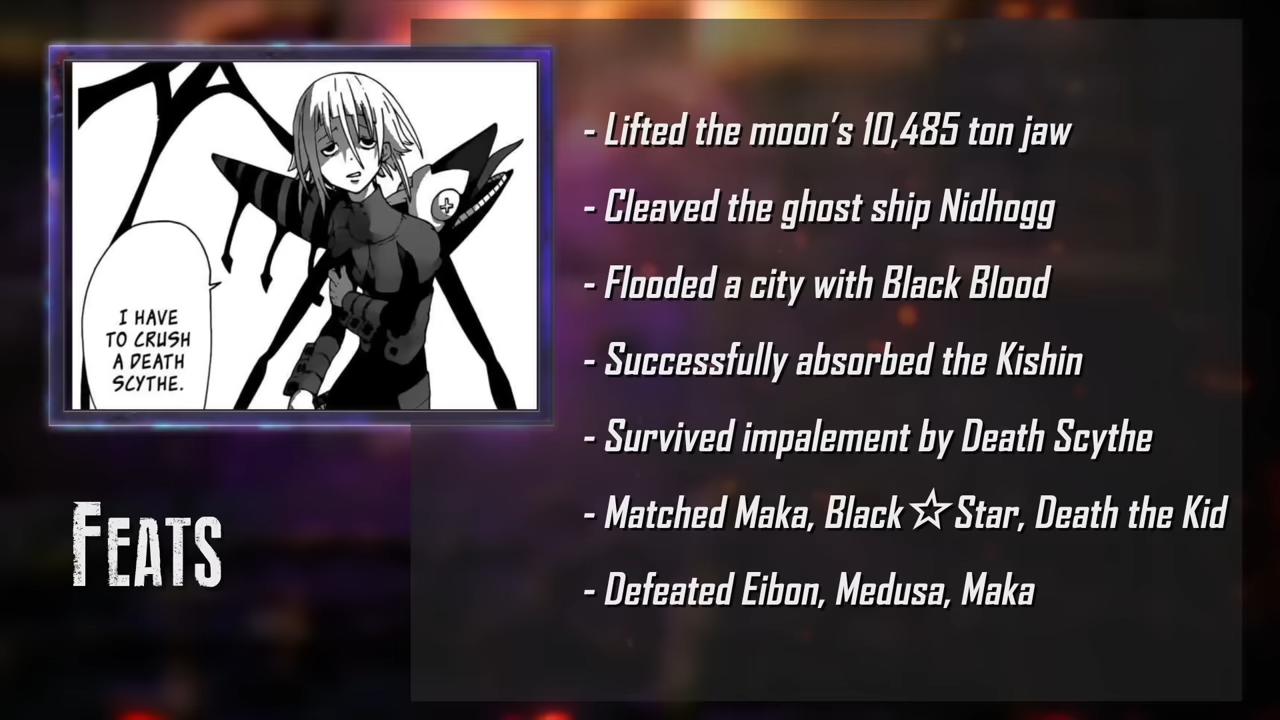 I HAVE
TO CRUSH
A DEATH
SCYTHE.
FEATS
- Lifted the moon's 10,485 ton jaw
- Cleaved the ghost ship Nidhogg
- Flooded a city with Black Blood
- Successfully absorbed the Kishin
- Survived impalement by Death Scythe
- Matched Maka, Black☆Star, Death the Kid
- Defeated Eibon, Medusa, Maka